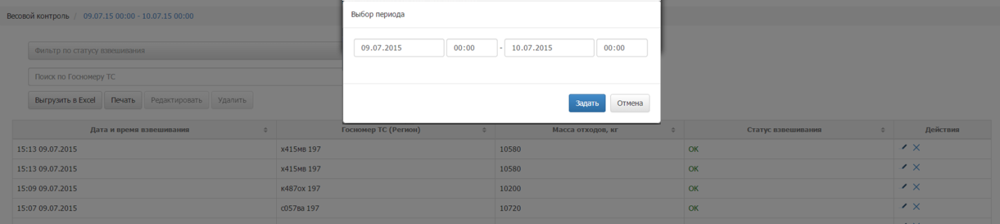 Выбор периода
Весовой контроль / 09.07.15 00:00 - 10.07.15 00:00
09.07.2015 00:00 - 10.07.2015 00:00
Фильтр по статусу взвешивания
Поиск по Госномеру ТС
Выгрузить в Excel Печать Редактировать Удалить
Задать Отмена
Дата и время взвешивания Госномер ТС (Регион) Масса отходов, кг Статус взвешивания Действия
15:13 09.07.2015 х415мв 197 10580 OK
15:13 09.07.2015 х415мв 197 10580 OK
15:09 09.07.2015 к487ох 197 10200 OK
15:07 09.07.2015 с057ва 197 10720 OK